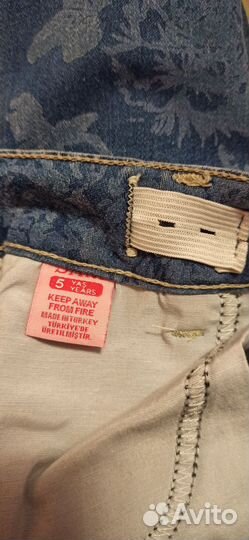 5 YAŞ
YEARS
KEEP AWAY
FROM FIRE
MADE IN TURKEY
TÜRKİYE'DE
ÜRETİLMİŞTİR.
Avito